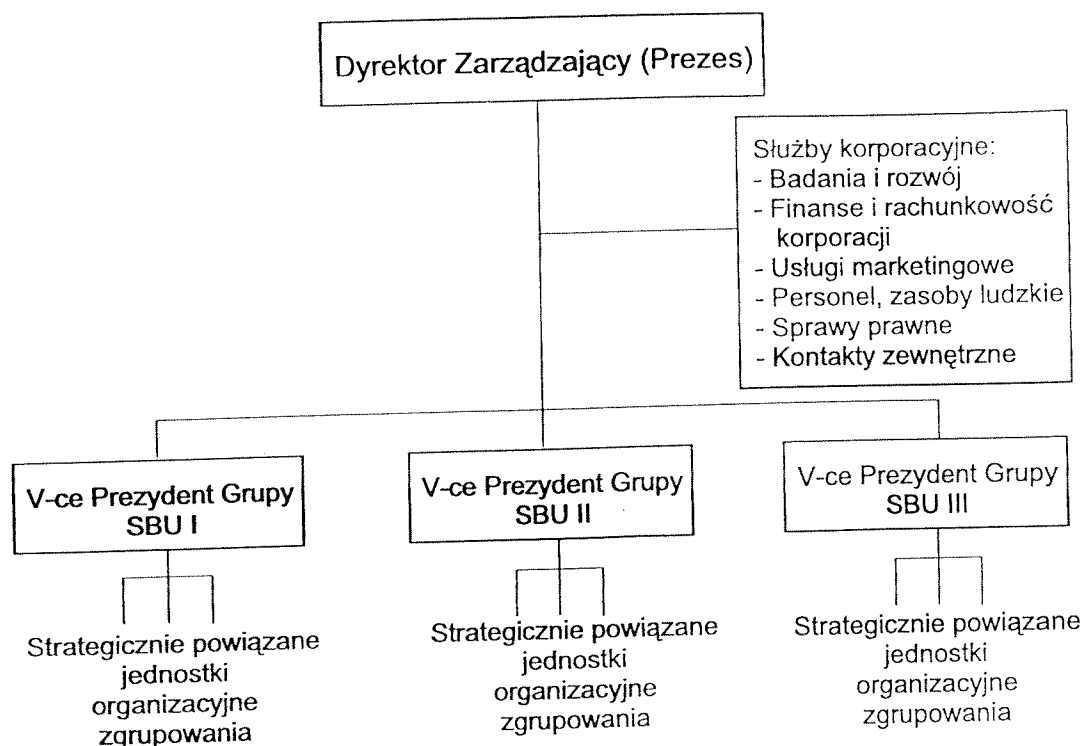 Dyrektor Zarządzający (Prezes)
Służby korporacyjne:
- Badania i rozwój
- Finanse i rachunkowość
korporacji
- Usługi marketingowe
- Personel, zasoby ludzkie
- Sprawy prawne
- Kontakty zewnętrzne
V-ce Prezydent Grupy
SBU I
V-ce Prezydent Grupy
SBU II
V-ce Prezydent Grupy
SBU III
Strategicznie powiązane
jednostki
organizacyjne
zgrupowania
Strategicznie powiązane
jednostki
organizacyjne
zgrupowania
Strategicznie powiązane
jednostki
organizacyjne
zgrupowania